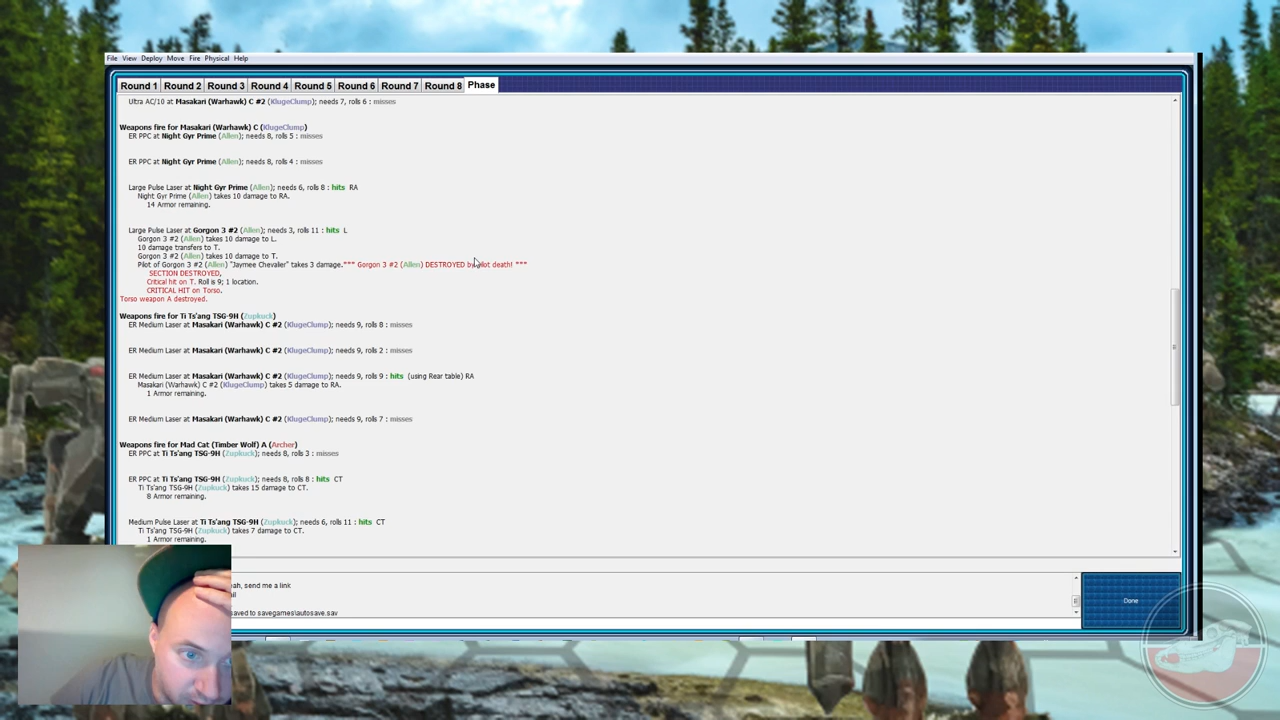 File View Deploy Move Fire Physical Help
Round 1 Round 2 Round 3 Round 4 Round 5 Round 6 Round 7 Round 8 Phase
Ultra AC/10 at Masakari (Warhawk) C #2 (KlugeClump); needs 7, rolls 6 : misses
Weapons fire for Masakari (Warhawk) C (KlugeClump)
ER PPC at Night Gyr Prime (Allen); needs 8, rolls 5 : misses
ER PPC at Night Gyr Prime (Allen); needs 8, rolls 4 : misses
Large Pulse Laser at Night Gyr Prime (Allen); needs 6, rolls 8 : hits RA
Night Gyr Prime (Allen) takes 10 damage to RA.
14 Armor remaining.
Large Pulse Laser at Gorgon 3 #2 (Allen); needs 3, rolls 11 : hits L
Gorgon 3 #2 (Allen) takes 10 damage to L.
10 damage transfers to T.
Gorgon 3 #2 (Allen) takes 10 damage to T.
Pilot of Gorgon 3 #2 (Allen) "Jaymee Chevalier" takes 3 damage.*** Gorgon 3 #2 (Allen) DESTROYED by pilot death! ***
SECTION DESTROYED,
Critical hit on T. Roll is 9; 1 location.
CRITICAL HIT on Torso.
Torso weapon A destroyed.
Weapons fire for Ti Ts'ang TSG-9H (Zupkuck)
ER Medium Laser at Masakari (Warhawk) C #2 (KlugeClump); needs 9, rolls 8 : misses
ER Medium Laser at Masakari (Warhawk) C #2 (KlugeClump); needs 9, rolls 2 : misses
ER Medium Laser at Masakari (Warhawk) C #2 (KlugeClump); needs 9, rolls 9 : hits (using Rear table) RA
Masakari (Warhawk) C #2 (KlugeClump) takes 5 damage to RA.
1 Armor remaining.
ER Medium Laser at Masakari (Warhawk) C #2 (KlugeClump); needs 9, rolls 7 : misses
Weapons fire for Mad Cat (Timber Wolf) A (Archer)
ER PPC at Ti Ts'ang TSG-9H (Zupkuck); needs 8, rolls 3 : misses
ER PPC at Ti Ts'ang TSG-9H (Zupkuck); needs 8, rolls 8 : hits CT
Ti Ts'ang TSG-9H (Zupkuck) takes 15 damage to CT.
8 Armor remaining.
Medium Pulse Laser at Ti Ts'ang TSG-9H (Zupkuck); needs 6, rolls 11 : hits CT
Ti Ts'ang TSG-9H (Zupkuck) takes 7 damage to CT.
1 Armor remaining.
send me a link
saved to savegames\autosave.sav
Done